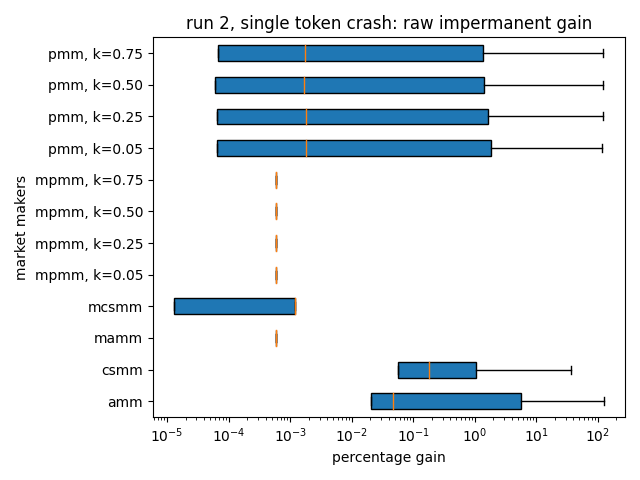 run 2, single token crash: raw impermanent gain
market makers
pmm, k=0.75
pmm, k=0.50
pmm, k=0.25
pmm, k=0.05
mpmm, k=0.75
mpmm, k=0.50
mpmm, k=0.25
mpmm, k=0.05
mcsmm
mamm
csmm
amm
10⁻⁵ 10⁻⁴ 10⁻³ 10⁻² 10⁻¹ 10⁰ 10¹ 10²
percentage gain